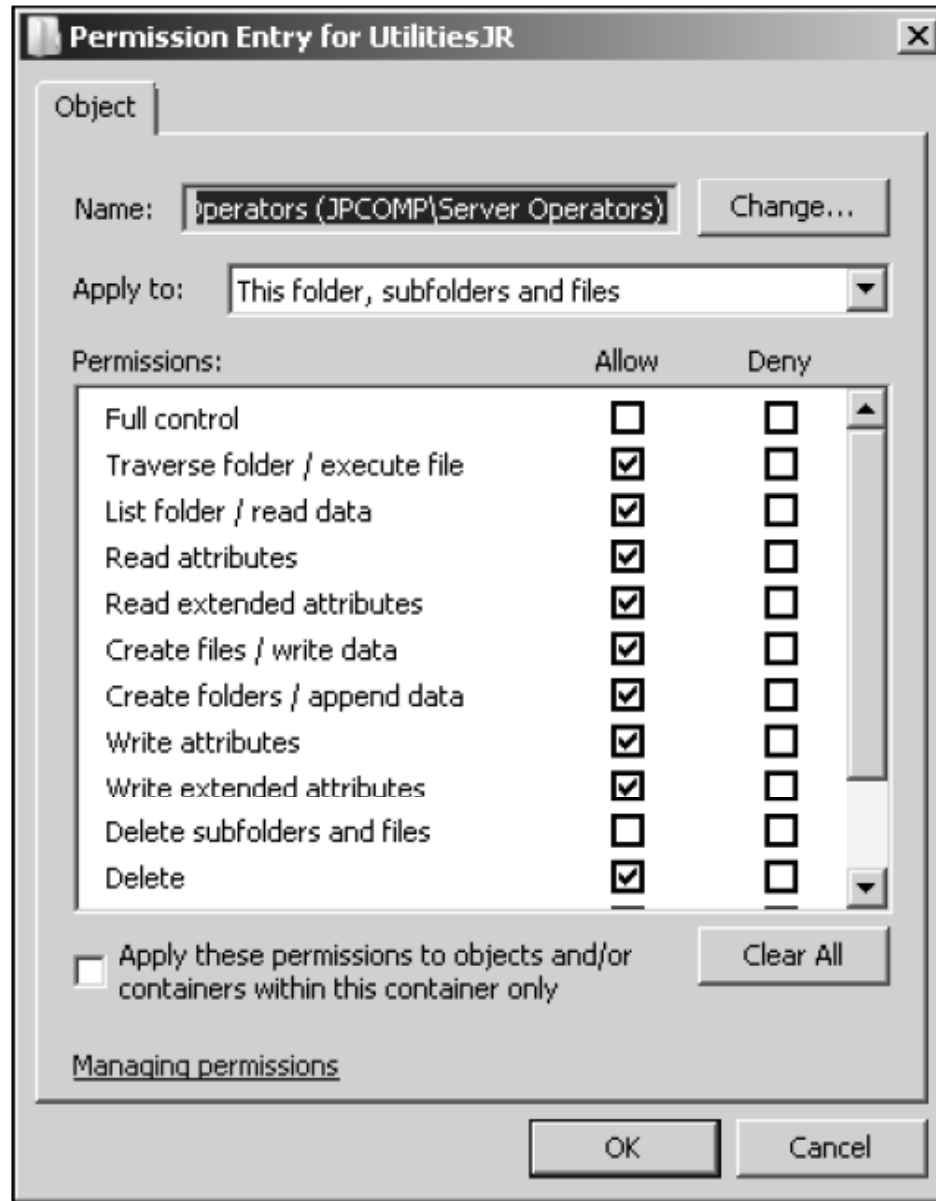 Permission Entry for UtilitiesJR
Object
Name: Operators (JPCOMP\Server Operators) Change...
Apply to: This folder, subfolders and files
Permissions: Allow Deny
Full control
Traverse folder / execute file
List folder / read data
Read attributes
Read extended attributes
Create files / write data
Create folders / append data
Write attributes
Write extended attributes
Delete subfolders and files
Delete
Apply these permissions to objects and/or
containers within this container only
Clear All
Managing permissions
OK Cancel